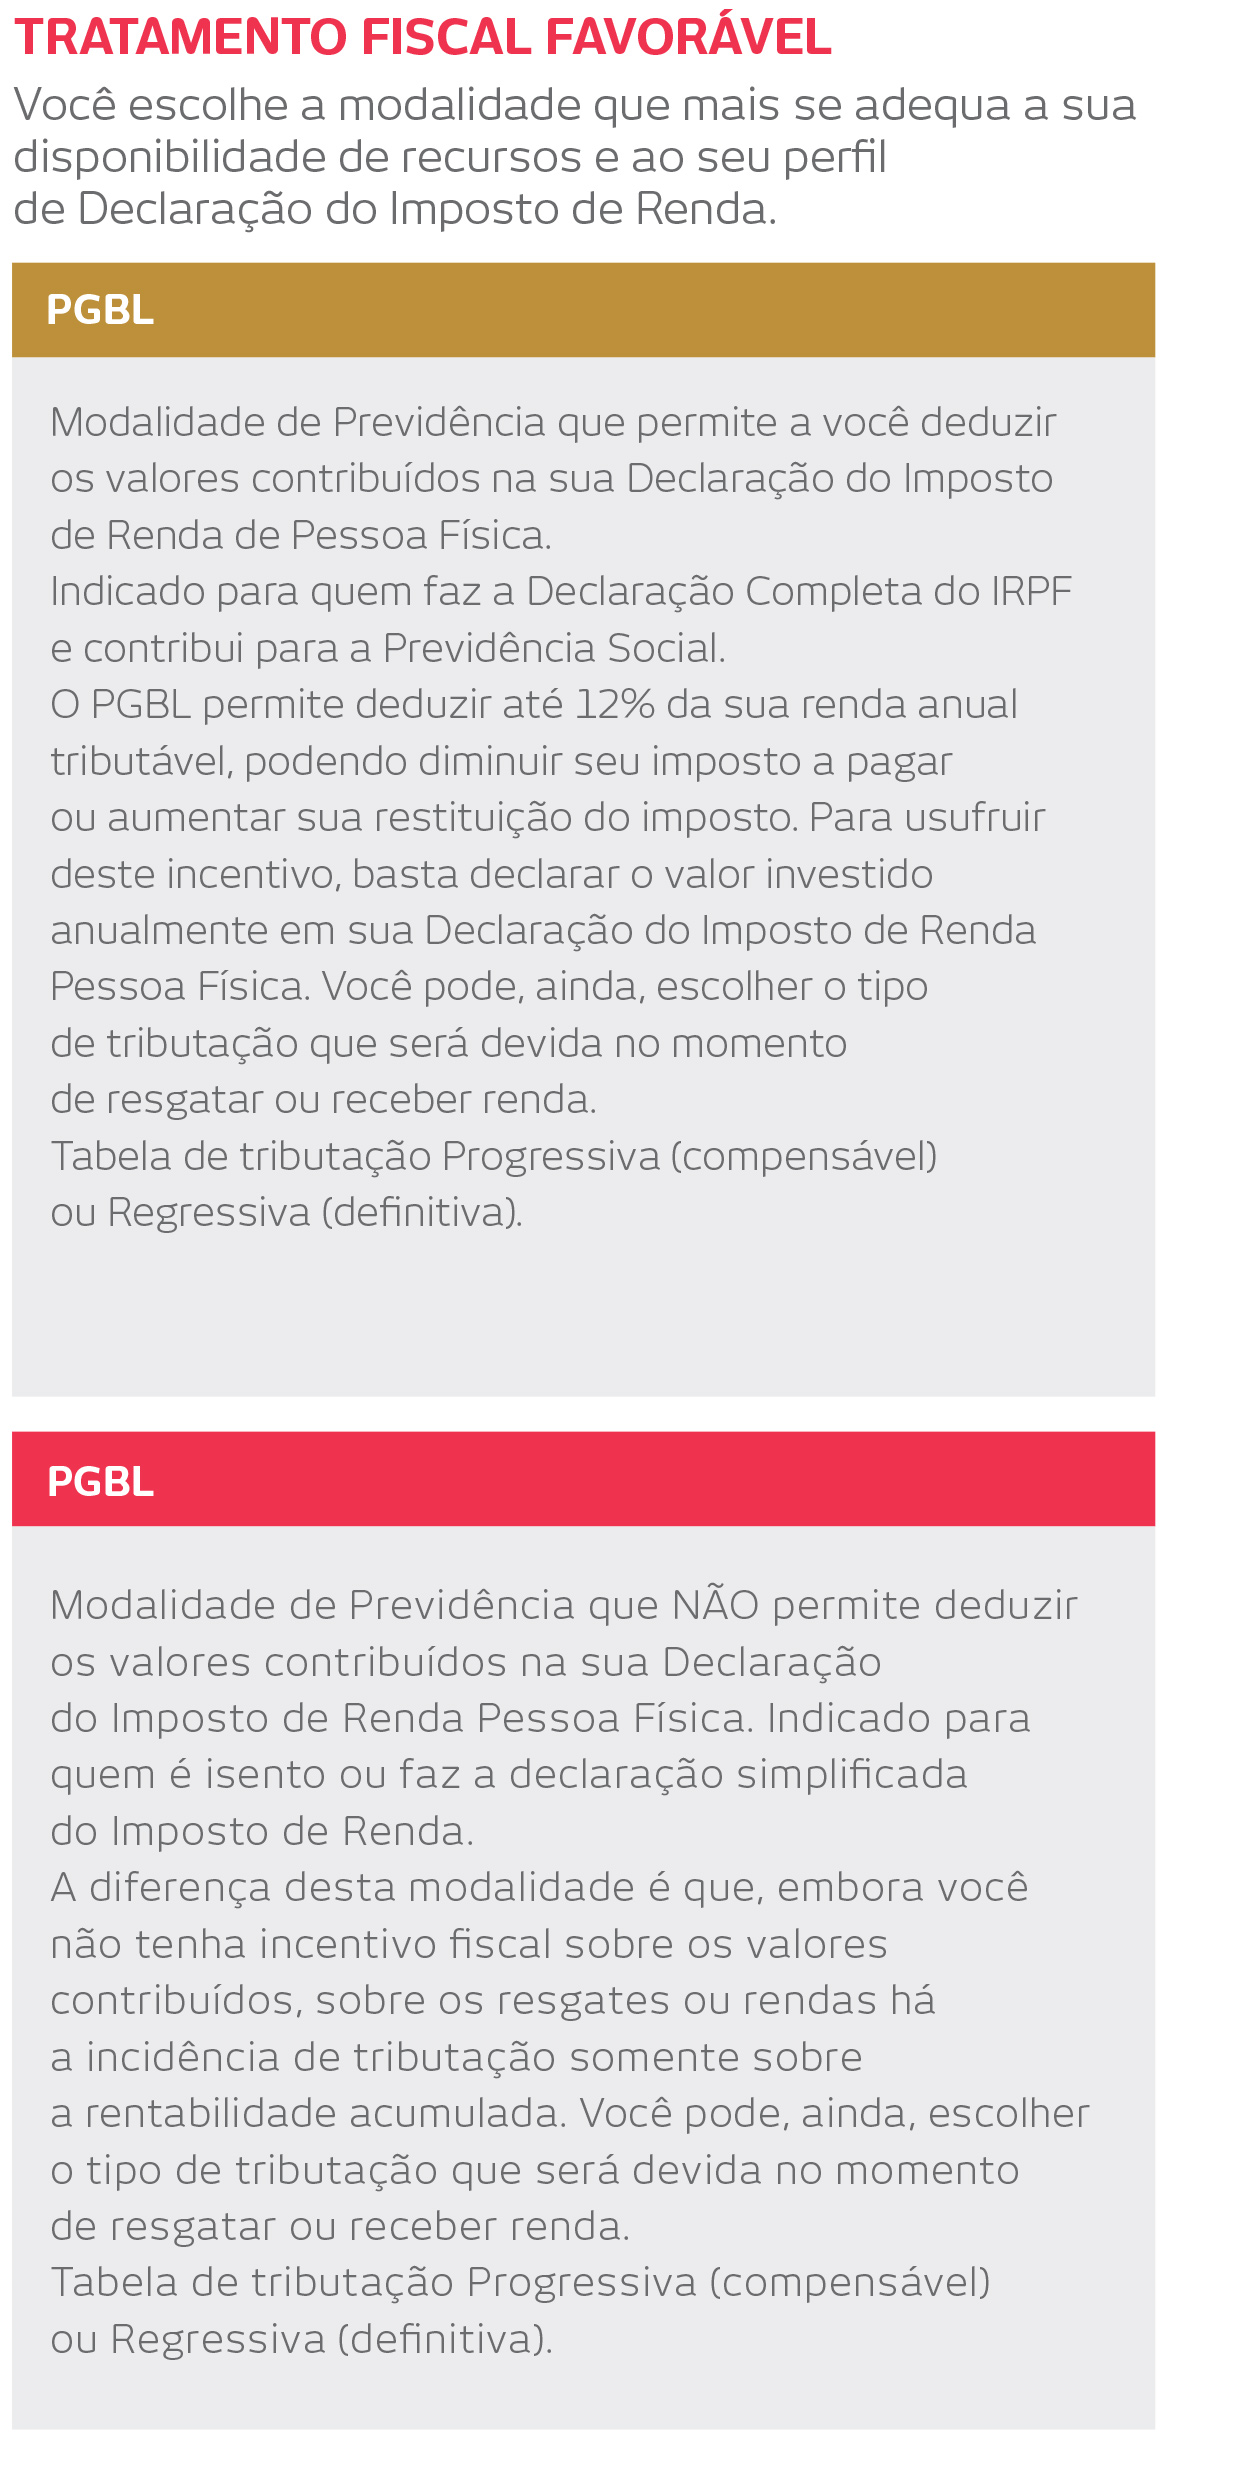 TRATAMENTO FISCAL FAVORÁVEL
Você escolhe a modalidade que mais se adequa a sua
disponibilidade de recursos e ao seu perfil
de Declaração do Imposto de Renda.
PGBL
Modalidade de Previdência que permite a você deduzir
os valores contribuídos na sua Declaração do Imposto
de Renda de Pessoa Física.
Indicado para quem faz a Declaração Completa do IRPF
e contribui para a Previdência Social.
O PGBL permite deduzir até 12% da sua renda anual
tributável, podendo diminuir seu imposto a pagar
ou aumentar sua restituição do imposto. Para usufruir
deste incentivo, basta declarar o valor investido
anualmente em sua Declaração do Imposto de Renda
Pessoa Física. Você pode, ainda, escolher o tipo
de tributação que será devida no momento
de resgatar ou receber renda.
Tabela de tributação Progressiva (compensável)
ou Regressiva (definitiva).
PGBL
Modalidade de Previdência que NÃO permite deduzir
os valores contribuídos na sua Declaração
do Imposto de Renda Pessoa Física. Indicado para
quem é isento ou faz a declaração simplificada
do Imposto de Renda.
A diferença desta modalidade é que, embora você
não tenha incentivo fiscal sobre os valores
contribuídos, sobre os resgates ou rendas há
a incidência de tributação somente sobre
a rentabilidade acumulada. Você pode, ainda, escolher
o tipo de tributação que será devida no momento
de resgatar ou receber renda.
Tabela de tributação Progressiva (compensável)
ou Regressiva (definitiva).